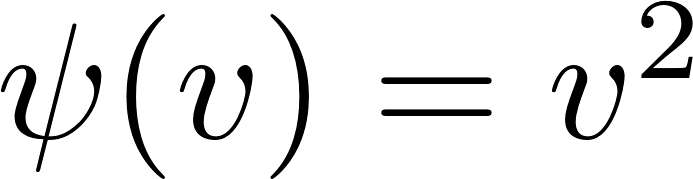 ψ(v) = v²